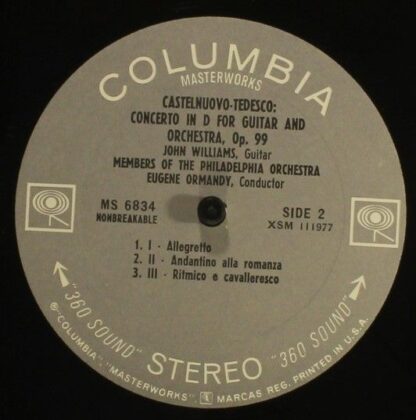 COLUMBIA
MASTERWORKS
CASTELNUOVO-TEDESCO:
CONCERTO IN D FOR GUITAR AND
ORCHESTRA, Op. 99
JOHN WILLIAMS, Guitar
MEMBERS OF THE PHILADELPHIA ORCHESTRA
EUGENE ORMANDY, Conductor
MS 6834
NONBREAKABLE
SIDE 2
XSM 111977
1. I - Allegretto
2. II - Andantino alla romanza
3. III - Ritmico e cavalleresco
"360 SOUND" STEREO "360 SOUND"
® "COLUMBIA", "MASTERWORKS", MARCAS REG. PRINTED IN U.S.A.